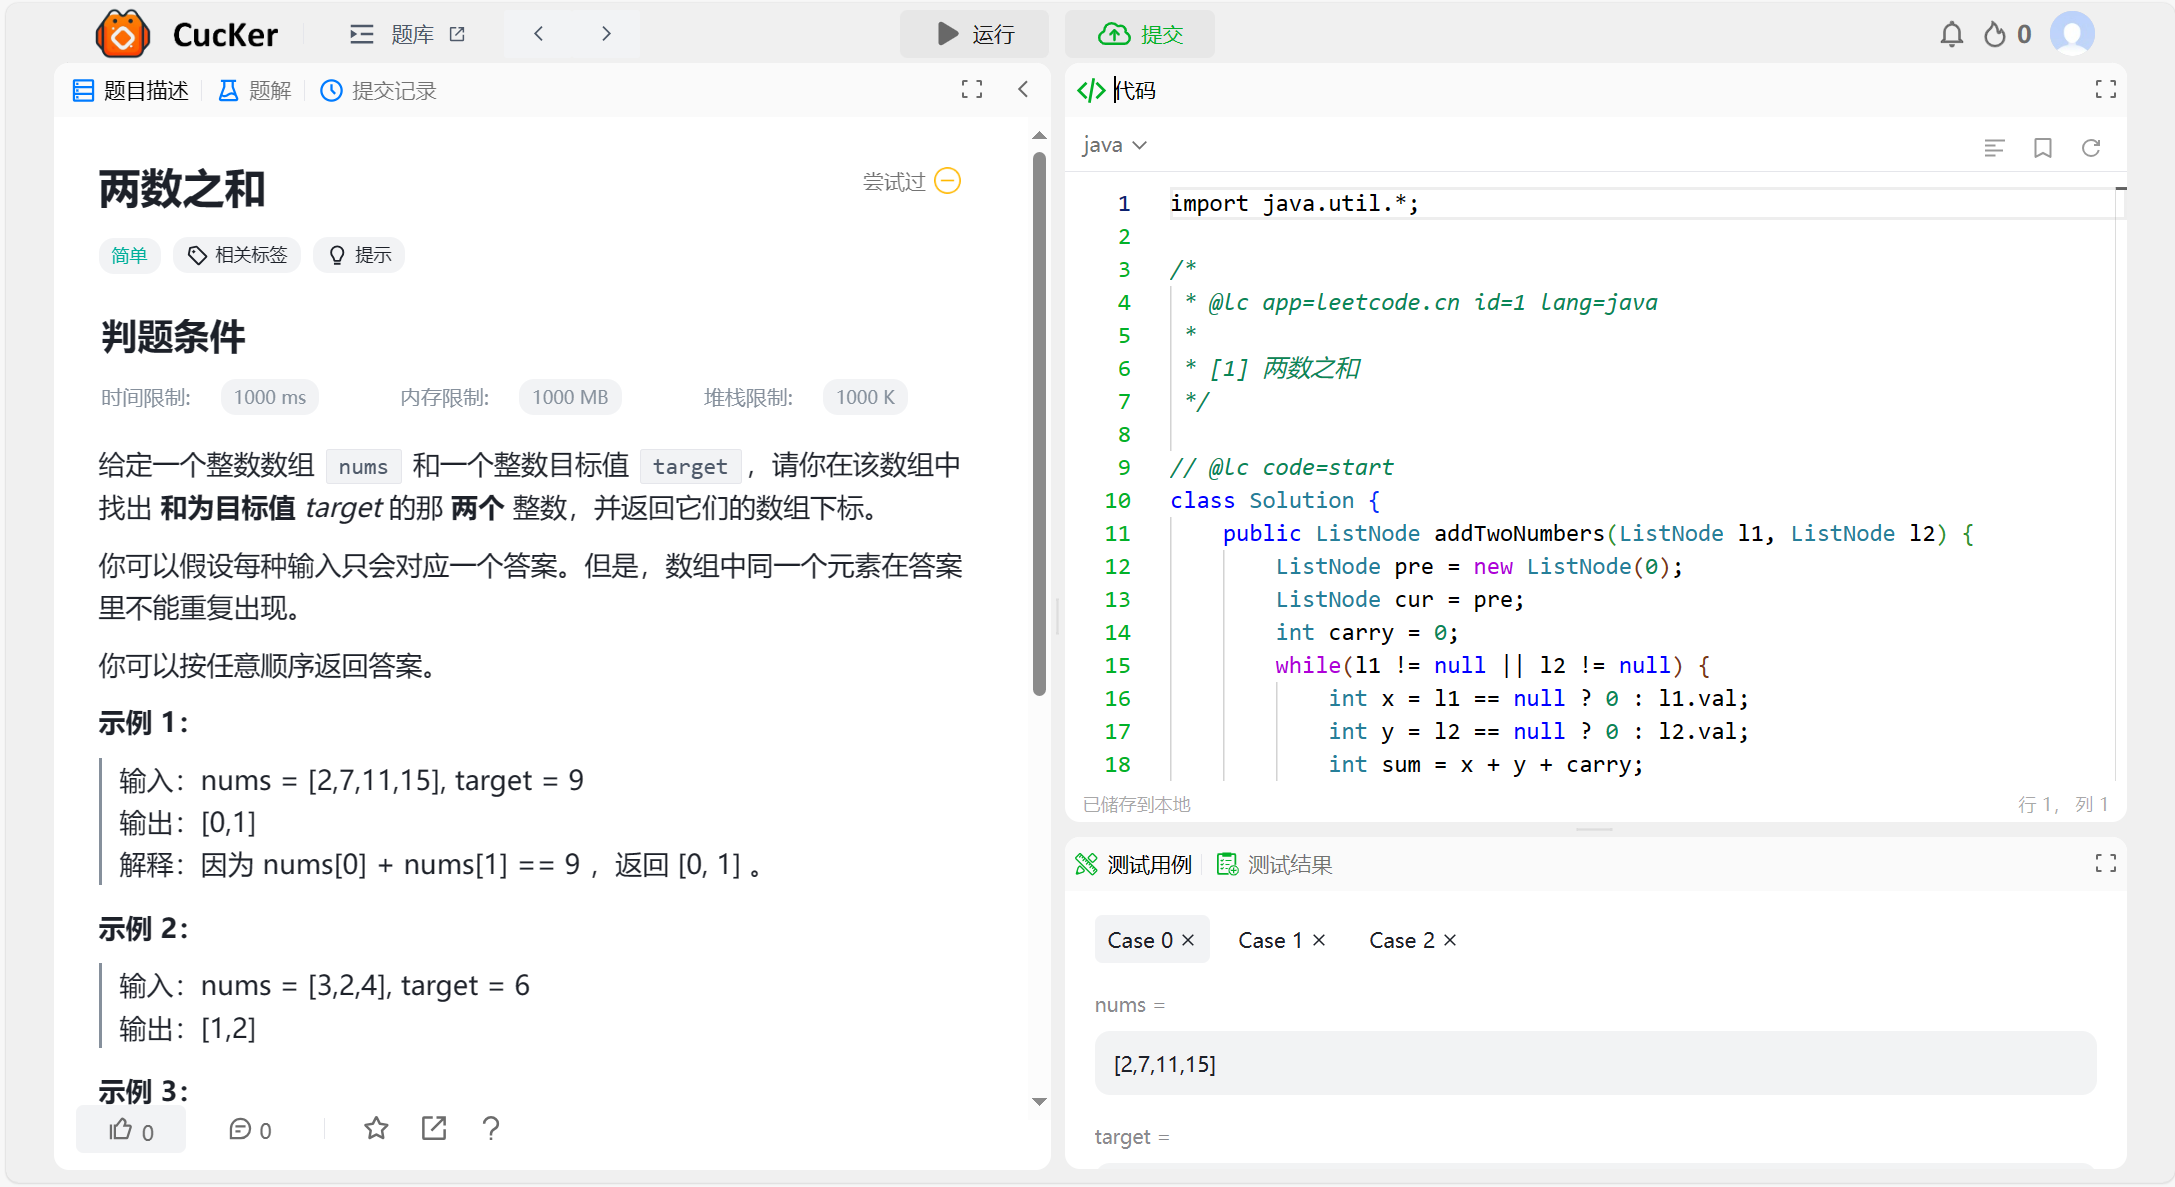 CucKer
题库
运行
提交
0
题目描述
题解
提交记录
两数之和
尝试过
简单
相关标签
提示
判题条件
时间限制:
1000 ms
内存限制:
1000 MB
堆栈限制:
1000 K
给定一个整数数组 nums 和一个整数目标值 target ，请你在该数组中
找出 和为目标值 target 的那 两个 整数，并返回它们的数组下标。
你可以假设每种输入只会对应一个答案。但是，数组中同一个元素在答案
里不能重复出现。
你可以按任意顺序返回答案。
示例 1：
输入：nums = [2,7,11,15], target = 9
输出：[0,1]
解释：因为 nums[0] + nums[1] == 9 ，返回 [0, 1] 。
示例 2：
输入：nums = [3,2,4], target = 6
输出：[1,2]
示例 3：
0
0
代码
java
1 import java.util.*;
2
3 /*
4  * @lc app=leetcode.cn id=1 lang=java
5  *
6  * [1] 两数之和
7  */
8
9 // @lc code=start
10 class Solution {
11     public ListNode addTwoNumbers(ListNode l1, ListNode l2) {
12         ListNode pre = new ListNode(0);
13         ListNode cur = pre;
14         int carry = 0;
15         while(l1 != null || l2 != null) {
16             int x = l1 == null ? 0 : l1.val;
17             int y = l2 == null ? 0 : l2.val;
18             int sum = x + y + carry;
已储存到本地
行 1， 列 1
测试用例
测试结果
Case 0 ×
Case 1 ×
Case 2 ×
nums =
[2,7,11,15]
target =